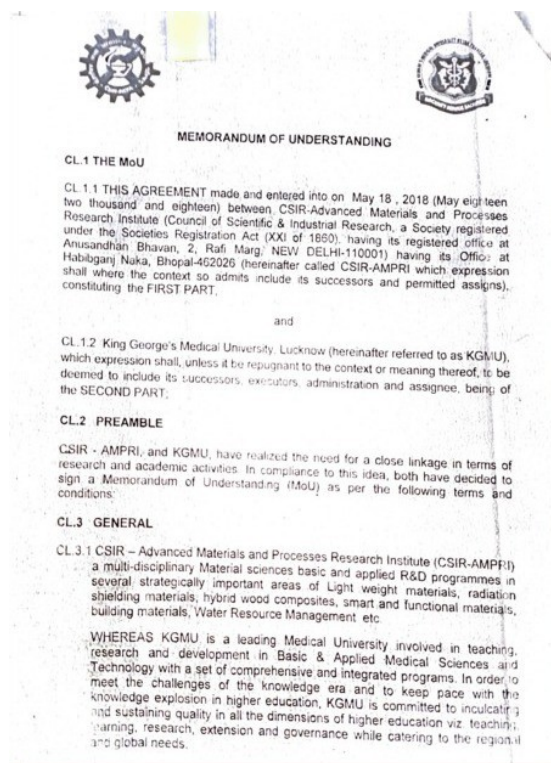 MEMORANDUM OF UNDERSTANDING
CL.1 THE MoU
CL.1.1 THIS AGREEMENT made and entered into on May 18 , 2018 (May eighteen
two thousand and eighteen) between CSIR-Advanced Materials and Processes
Research Institute (Council of Scientific & Industrial Research, a Society registered
under the Societies Registration Act (XXI of 1860), having its registered office at
Anusandhan Bhavan, 2, Rafi Marg, NEW DELHI-110001) having its Office at
Habibganj Naka, Bhopal-462026 (hereinafter called CSIR-AMPRI which expression
shall where the context so admits include its successors and permitted assigns),
constituting the FIRST PART,
and
CL.1.2 King George's Medical University, Lucknow (hereinafter referred to as KGMU),
which expression shall, unless it be repugnant to the context or meaning thereof, to be
deemed to include its successors, executors, administration and assignee, being of
the SECOND PART;
CL.2 PREAMBLE
CSIR - AMPRI, and KGMU, have realized the need for a close linkage in terms of
research and academic activities. In compliance to this idea, both have decided to
sign a Memorandum of Understanding (MoU) as per the following terms and
conditions:
CL.3 GENERAL
CL.3.1 CSIR – Advanced Materials and Processes Research Institute (CSIR-AMPRI)
a multi-disciplinary Material sciences basic and applied R&D programmes in
several strategically important areas of Light weight materials, radiation
shielding materials, hybrid wood composites, smart and functional materials,
building materials, Water Resource Management etc.
WHEREAS KGMU is a leading Medical University involved in teaching,
research and development in Basic & Applied Medical Sciences and
Technology with a set of comprehensive and integrated programs. In order to
meet the challenges of the knowledge era and to keep pace with the
knowledge explosion in higher education, KGMU is committed to inculcating
and sustaining quality in all the dimensions of higher education viz. teaching,
learning, research, extension and governance while catering to the regional
and global needs.